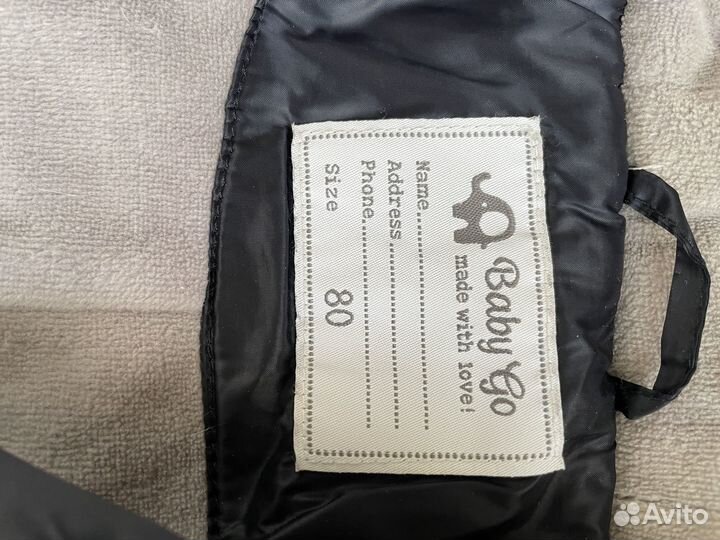 Baby Go
made with love!
Name
Address
Phone
Size 80
Avito